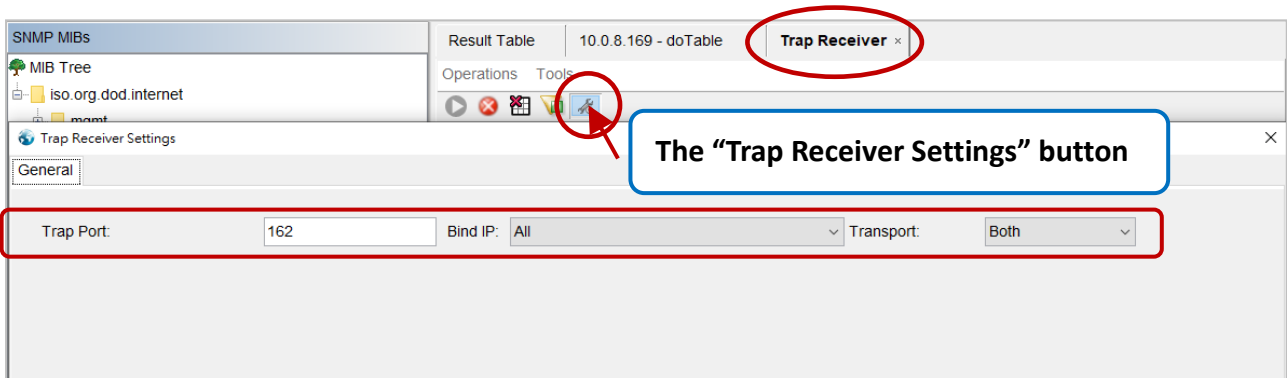 SNMP MIBs
Result Table
10.0.8.169 - doTable
Trap Receiver ×
MIB Tree
Operations Tools
iso.org.dod.internet
mgmt
Trap Receiver Settings
The “Trap Receiver Settings” button
General
Trap Port: 162 Bind IP: All Transport: Both